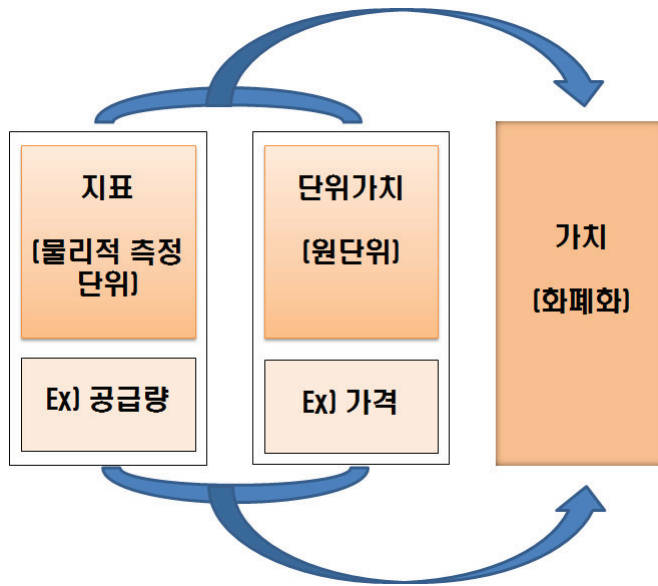 지표
(물리적 측정
단위)
Ex) 공급량
단위가치
(원단위)
Ex) 가격
가치
(화폐화)